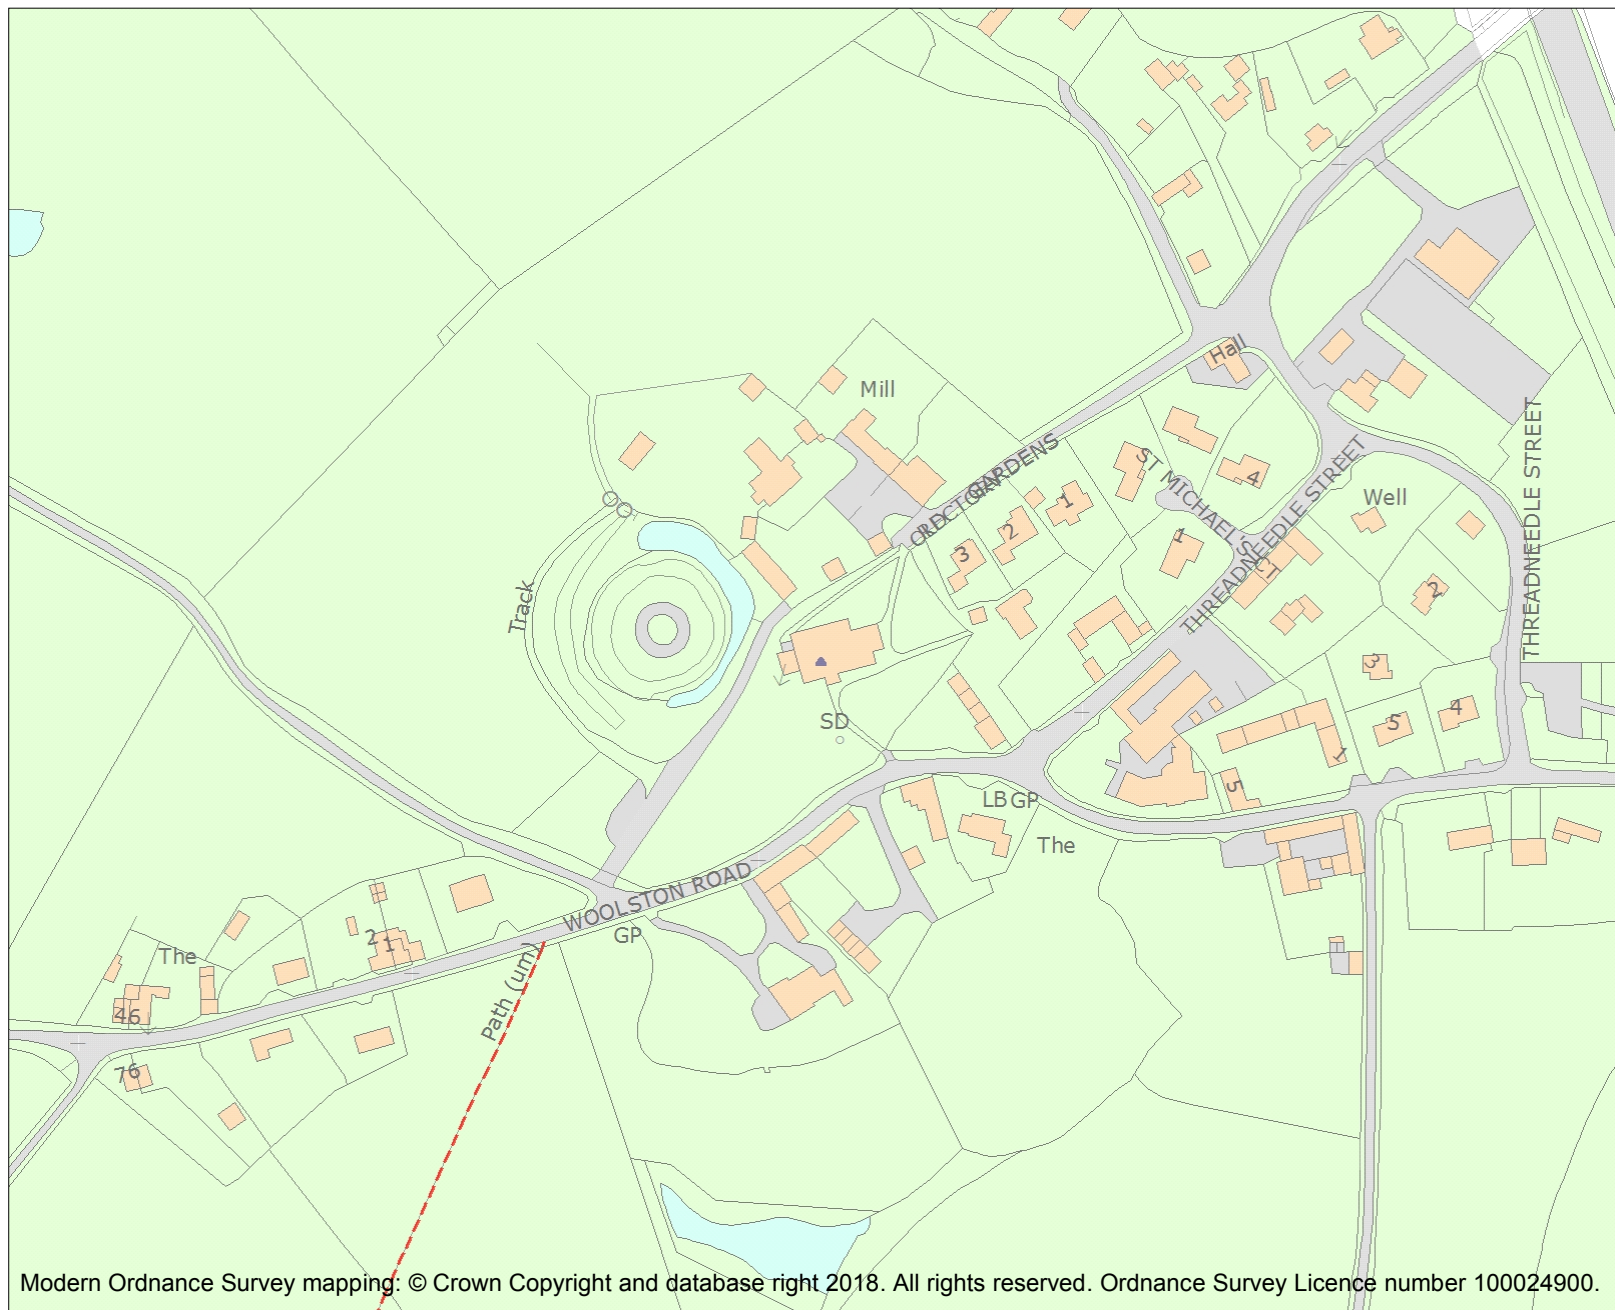 Mill
Hall
OLD RECTORY GARDENS
ST MICHAEL'S CT
4
THREADNEEDLE STREET
THREADNEEDLE STREET
Well
1
2
3
1
2
Track
3
SD
4
5
1
5
LB GP
The
WOOLSTON ROAD
GP
2
1
The
Path (um)
46
76
Modern Ordnance Survey mapping: © Crown Copyright and database right 2018. All rights reserved. Ordnance Survey Licence number 100024900.